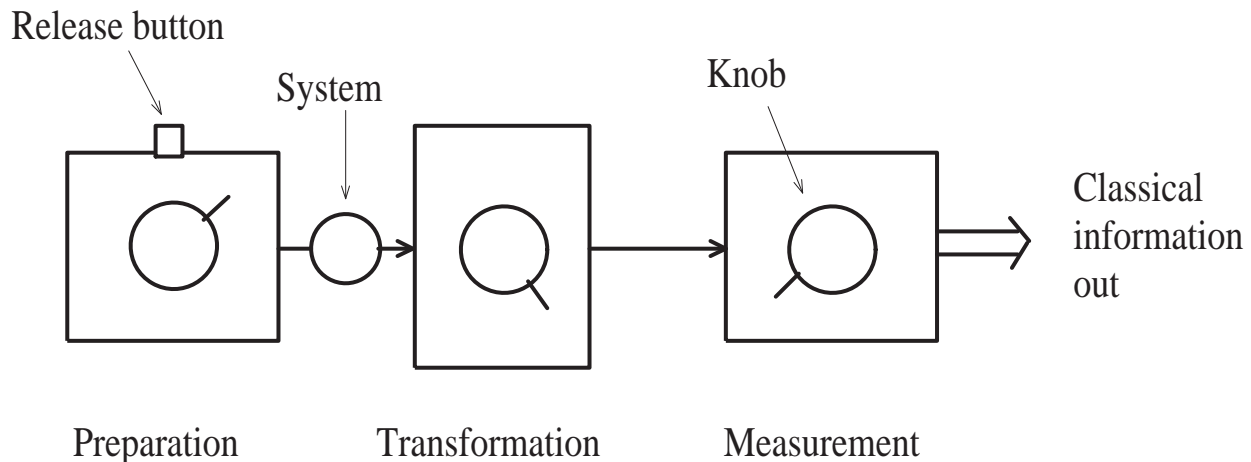 Release button
System
Knob
Classical
information
out
Preparation
Transformation
Measurement